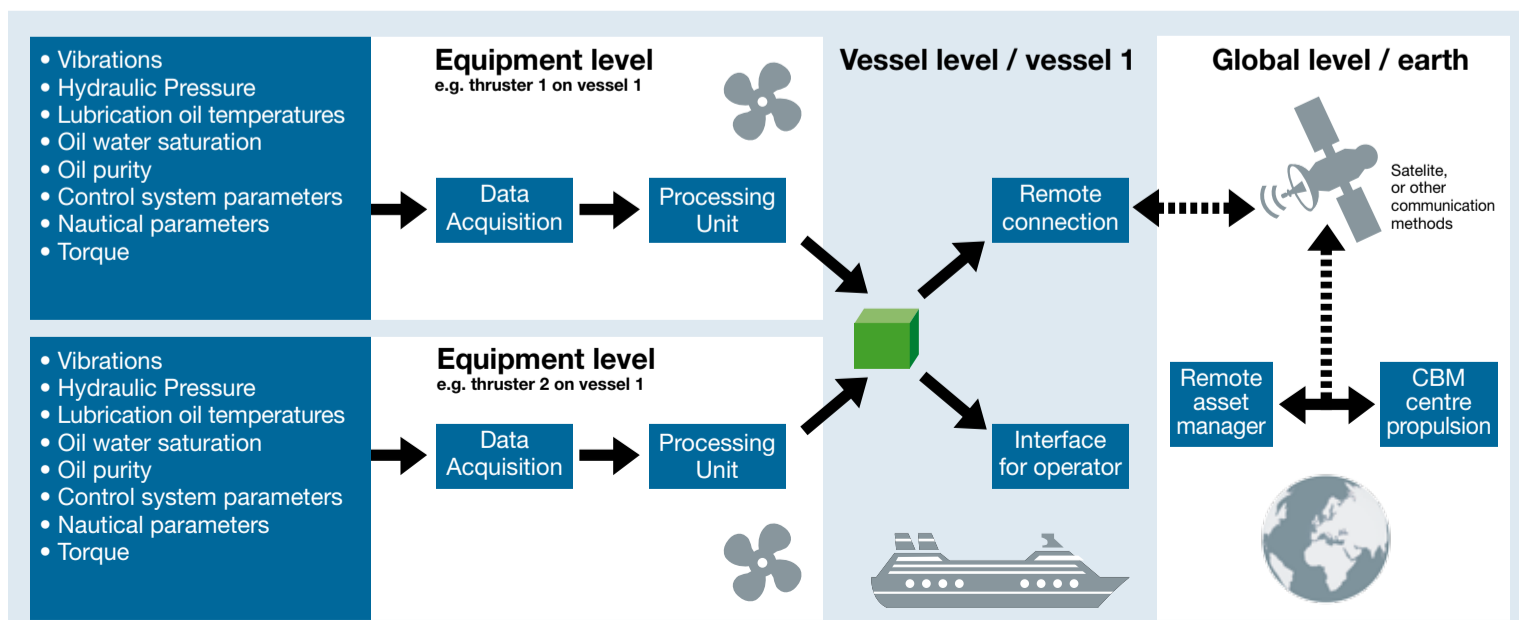 • Vibrations
• Hydraulic Pressure
• Lubrication oil temperatures
• Oil water saturation
• Oil purity
• Control system parameters
• Nautical parameters
• Torque
Equipment level
e.g. thruster 1 on vessel 1
Data
Acquisition
Processing
Unit
• Vibrations
• Hydraulic Pressure
• Lubrication oil temperatures
• Oil water saturation
• Oil purity
• Control system parameters
• Nautical parameters
• Torque
Equipment level
e.g. thruster 2 on vessel 1
Data
Acquisition
Processing
Unit
Vessel level / vessel 1
Remote
connection
Interface
for operator
Global level / earth
Satelite,
or other
communication
methods
Remote
asset
manager
CBM
centre
propulsion